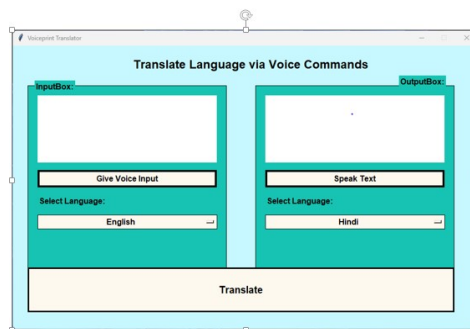 Voiceprint Translator
Translate Language via Voice Commands
InputBox:
Give Voice Input
Select Language:
English
OutputBox:
Speak Text
Select Language:
Hindi
Translate